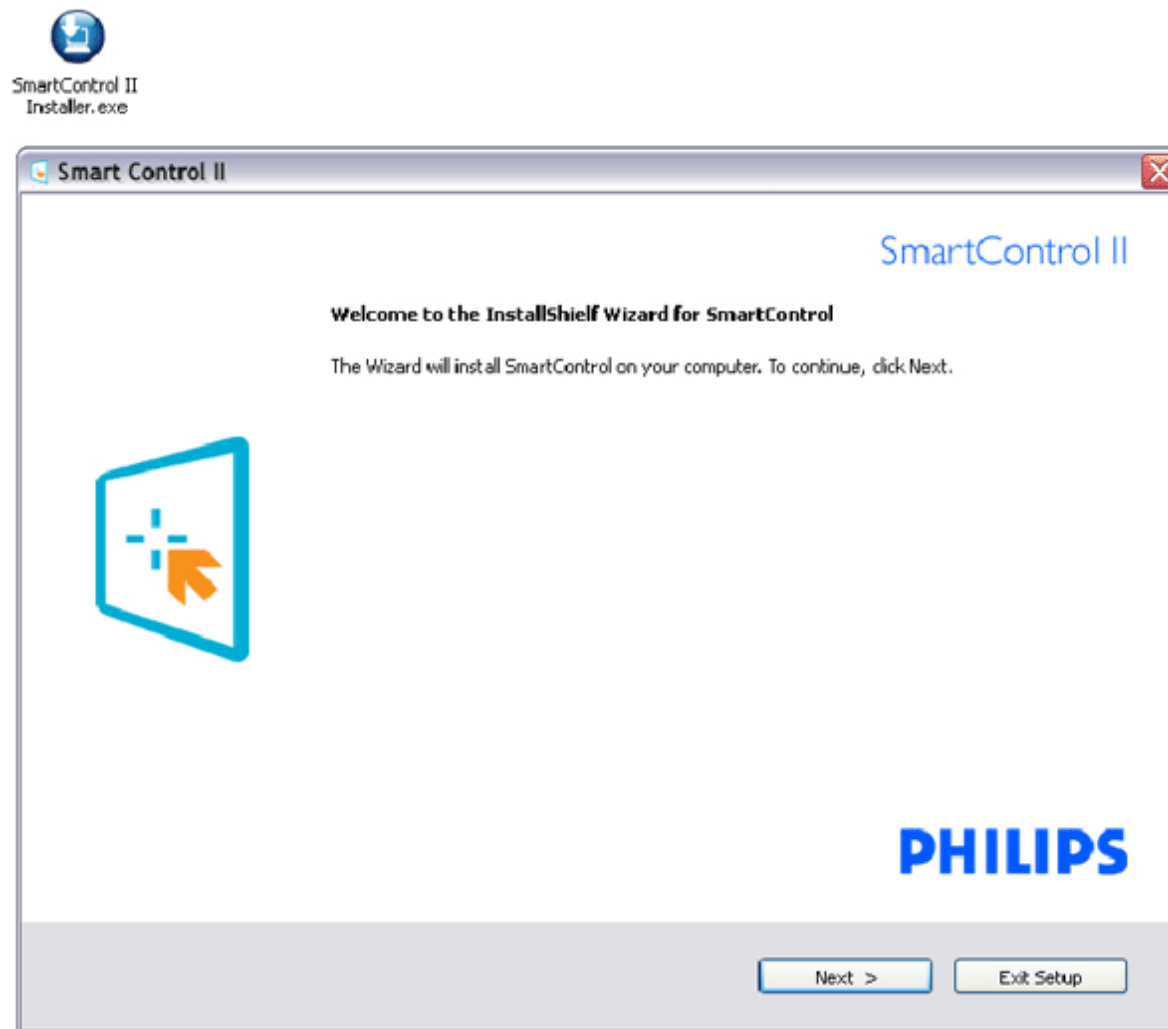 SmartControl II
Installer.exe
Smart Control II
SmartControl II
Welcome to the InstallShielf Wizard for SmartControl
The Wizard will install SmartControl on your computer. To continue, click Next.
PHILIPS
Next >
Exit Setup